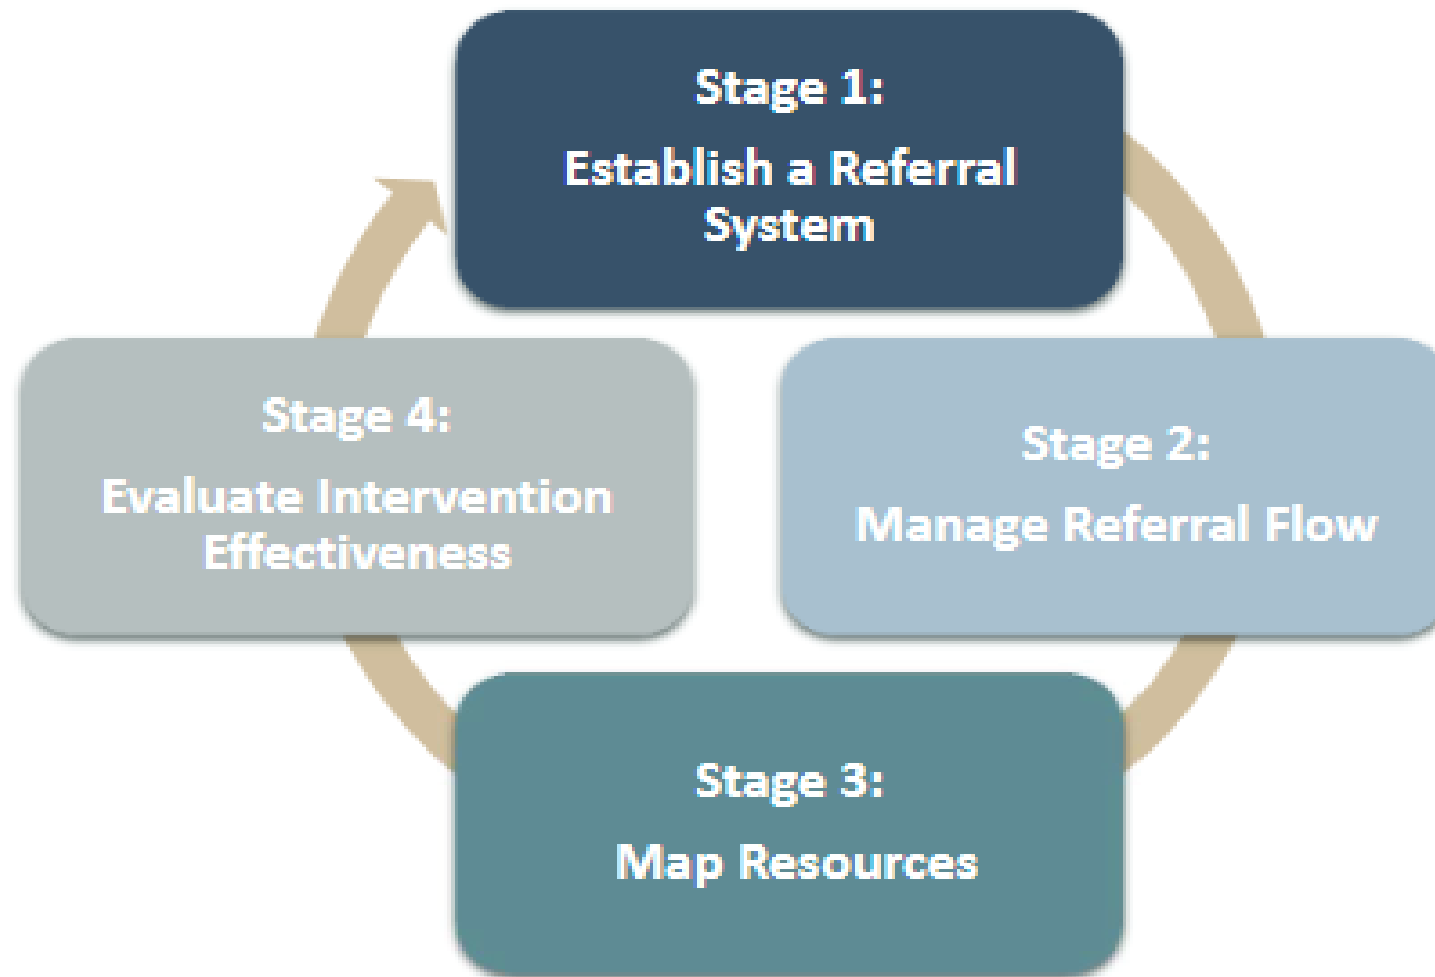 Stage 1:
Establish a Referral
System
Stage 2:
Manage Referral Flow
Stage 3:
Map Resources
Stage 4:
Evaluate Intervention
Effectiveness